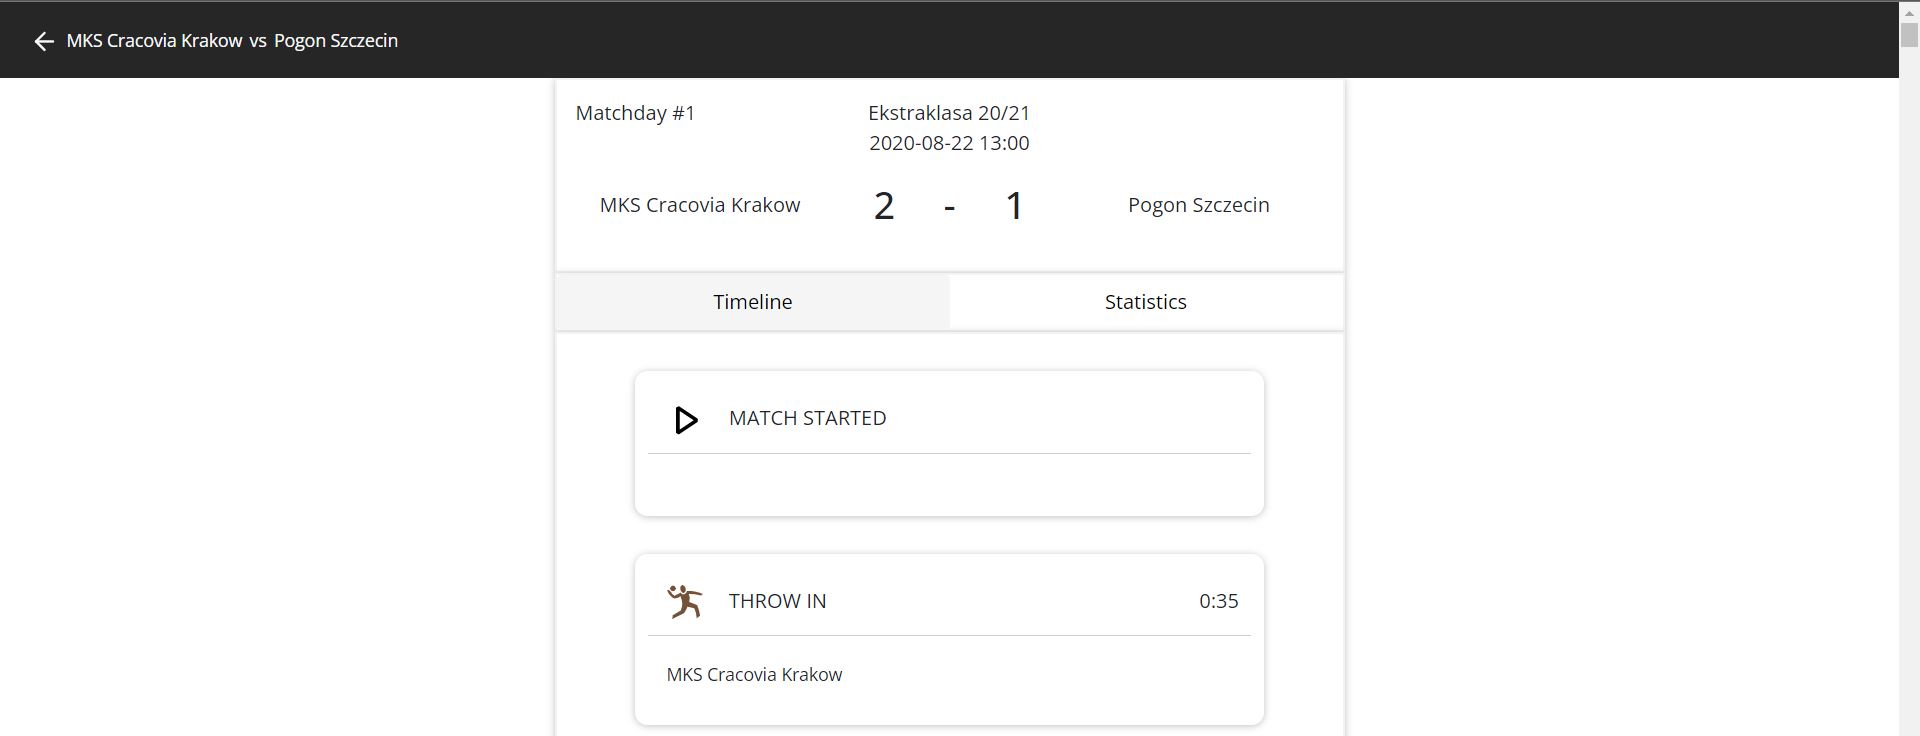 MKS Cracovia Krakow vs Pogon Szczecin
Matchday #1
Ekstraklasa 20/21
2020-08-22 13:00
MKS Cracovia Krakow 2 - 1 Pogon Szczecin
Timeline Statistics
MATCH STARTED
THROW IN 0:35
MKS Cracovia Krakow